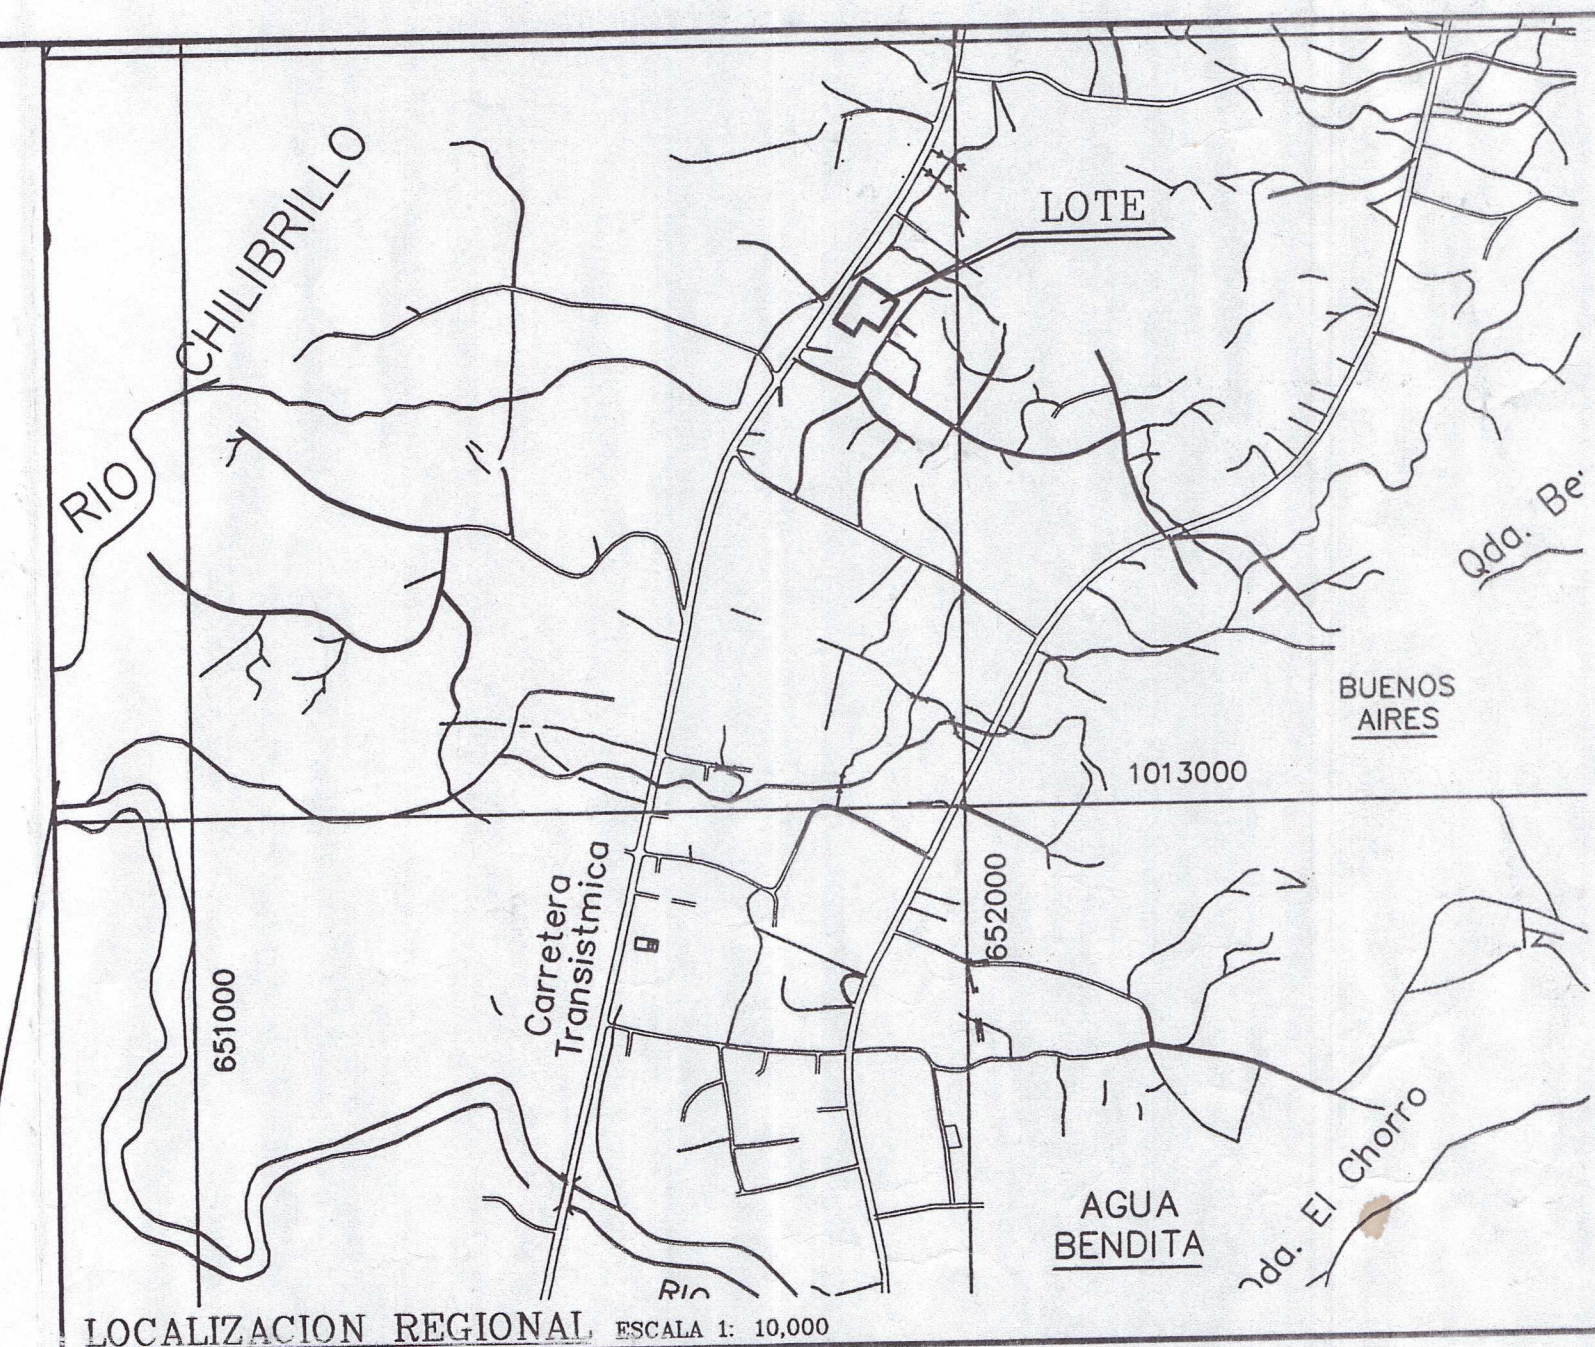 RIO CHILIBRILLO
LOTE
Qda. Be
BUENOS
AIRES
1013000
652000
Carretera
Transistmica
651000
Qda. El Chorro
AGUA
BENDITA
RIO
LOCALIZACION REGIONAL ESCALA 1: 10,000